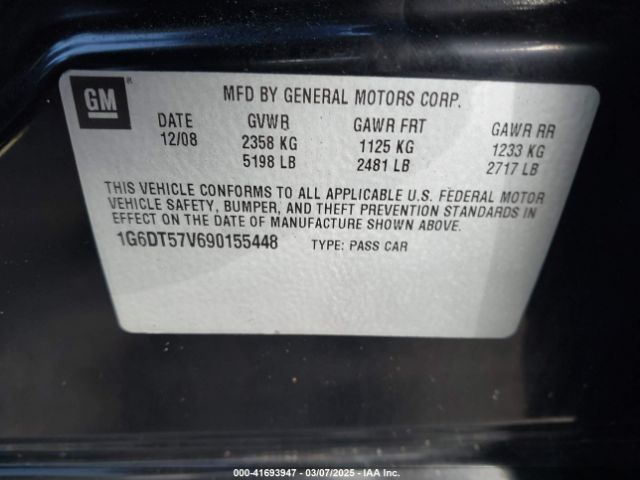 GM
MFD BY GENERAL MOTORS CORP.
DATE GVWR GAWR FRT GAWR RR
12/08 2358 KG 1125 KG 1233 KG
5198 LB 2481 LB 2717 LB
THIS VEHICLE CONFORMS TO ALL APPLICABLE U.S. FEDERAL MOTOR
VEHICLE SAFETY, BUMPER, AND THEFT PREVENTION STANDARDS IN
EFFECT ON THE DATE OF MANUFACTURE SHOWN ABOVE.
1G6DT57V690155448 TYPE: PASS CAR
000-41693947 - 03/07/2025 - IAA Inc.